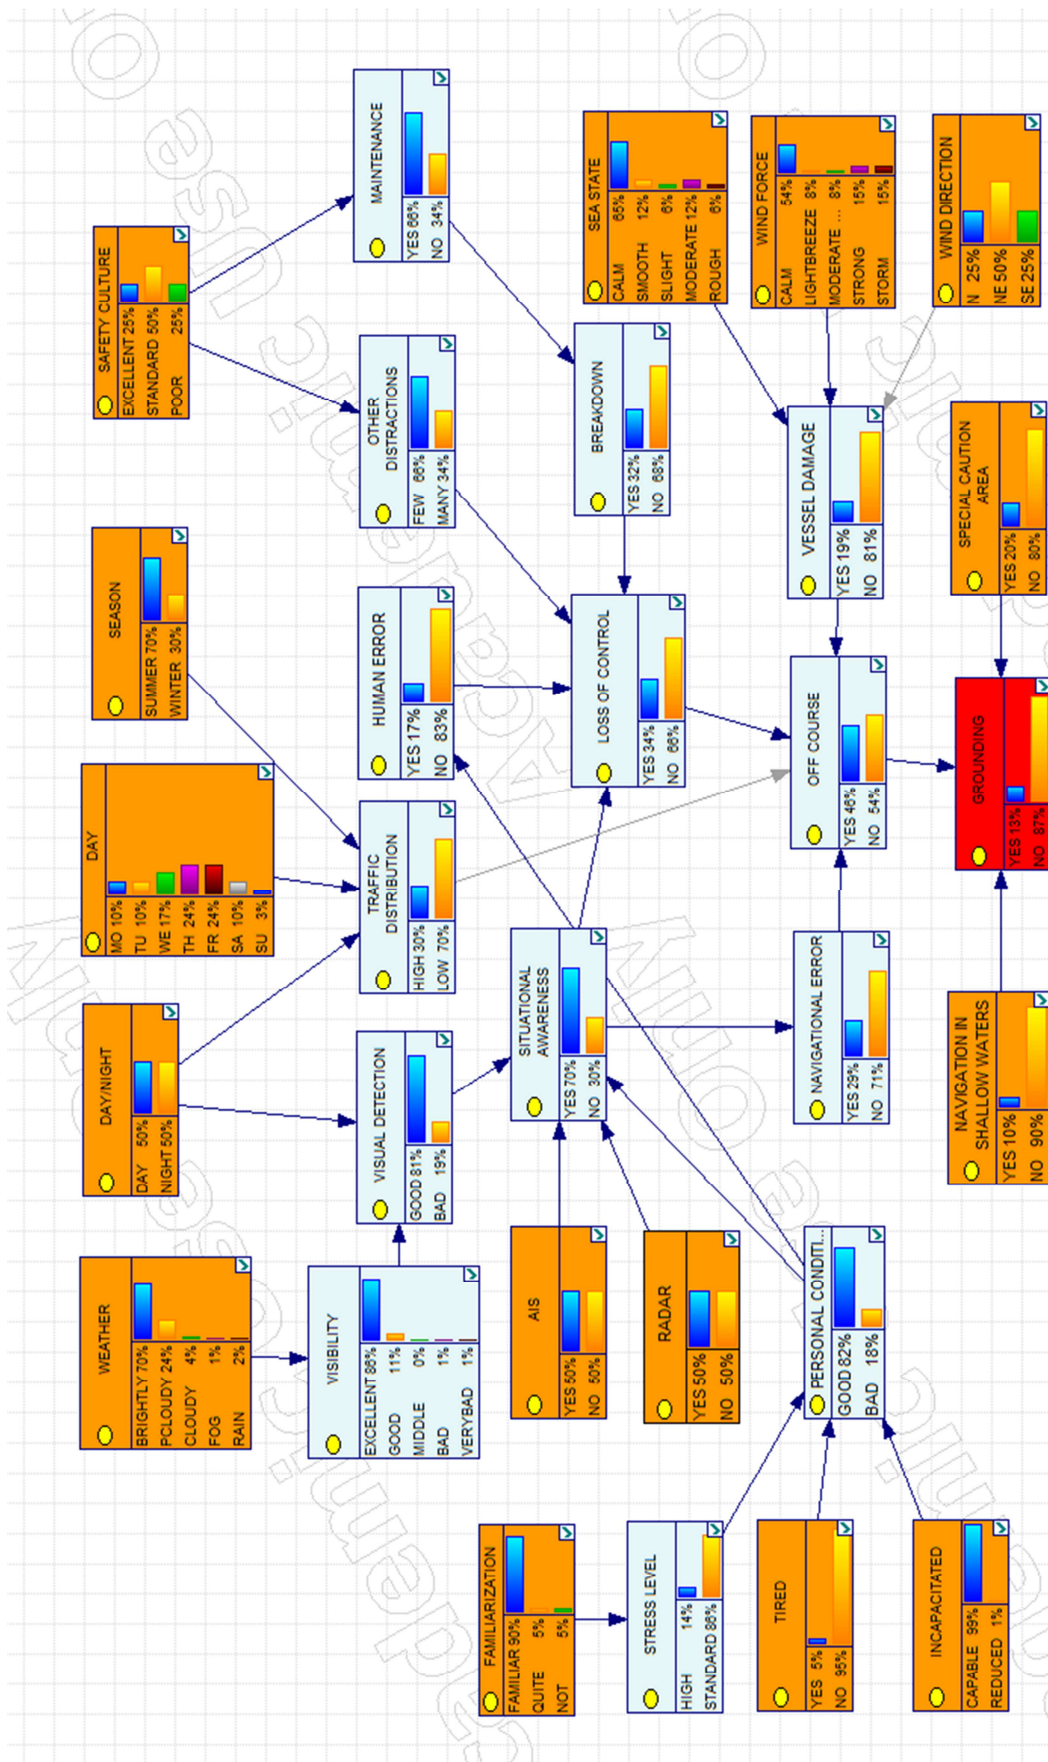 WEATHER
BRIGHTLY 70%
PCLOUDY 24%
CLOUDY 4%
FOG 1%
RAIN 2%
DAY/NIGHT
DAY 50%
NIGHT 50%
DAY
MO 10%
TU 10%
WE 17%
TH 24%
FR 24%
SA 10%
SU 3%
SEASON
SUMMER 70%
WINTER 30%
SAFETY CULTURE
EXCELLENT 25%
STANDARD 50%
POOR 25%
VISIBILITY
EXCELLENT 86%
GOOD 11%
MIDDLE 0%
BAD 1%
VERYBAD 1%
VISUAL DETECTION
GOOD 81%
BAD 19%
TRAFFIC
DISTRIBUTION
HIGH 30%
LOW 70%
HUMAN ERROR
YES 17%
NO 83%
OTHER
DISTRACTIONS
FEW 66%
MANY 34%
MAINTENANCE
YES 66%
NO 34%
FAMILIARIZATION
FAMILIAR 90%
QUITE 5%
NOT 5%
AIS
YES 50%
NO 50%
SITUATIONAL
AWARENESS
YES 70%
NO 30%
LOSS OF CONTROL
YES 34%
NO 66%
BREAKDOWN
YES 32%
NO 68%
SEA STATE
CALM 65%
SMOOTH 12%
SLIGHT 6%
MODERATE 12%
ROUGH 6%
STRESS LEVEL
HIGH 14%
STANDARD 86%
RADAR
YES 50%
NO 50%
WIND FORCE
CALM 54%
LIGHTBREEZE 8%
MODERATE ... 8%
STRONG 15%
STORM 15%
TIRED
YES 5%
NO 95%
PERSONAL CONDITI...
GOOD 82%
BAD 18%
NAVIGATIONAL ERROR
YES 29%
NO 71%
OFF COURSE
YES 46%
NO 54%
VESSEL DAMAGE
YES 19%
NO 81%
WIND DIRECTION
N 25%
NE 50%
SE 25%
INCAPACITATED
CAPABLE 99%
REDUCED 1%
NAVIGATION IN
SHALLOW WATERS
YES 10%
NO 90%
GROUNDING
YES 13%
NO 87%
SPECIAL CAUTION
AREA
YES 20%
NO 80%